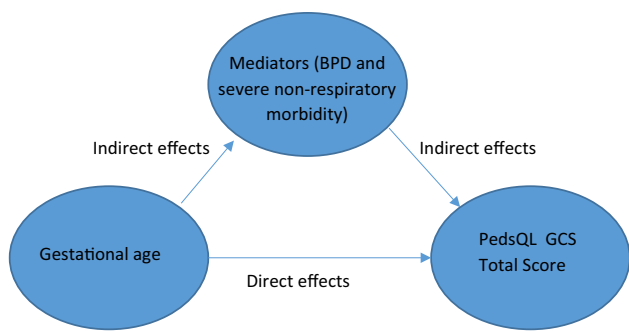 Mediators (BPD and
severe non-respiratory
morbidity)
Indirect effects
Indirect effects
Gestational age
PedsQL GCS
Total Score
Direct effects